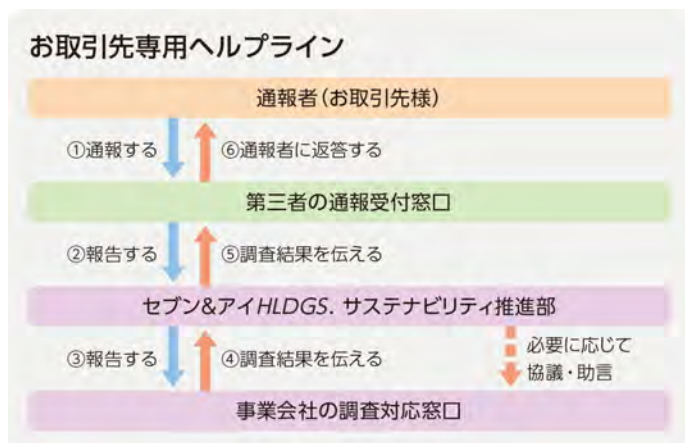 お取引先専用ヘルプライン
通報者（お取引先様）
①通報する
⑥通報者に返答する
第三者の通報受付窓口
②報告する
⑤調査結果を伝える
セブン&アイHLDGS. サステナビリティ推進部
③報告する
④調査結果を伝える
必要に応じて
協議・助言
事業会社の調査対応窓口